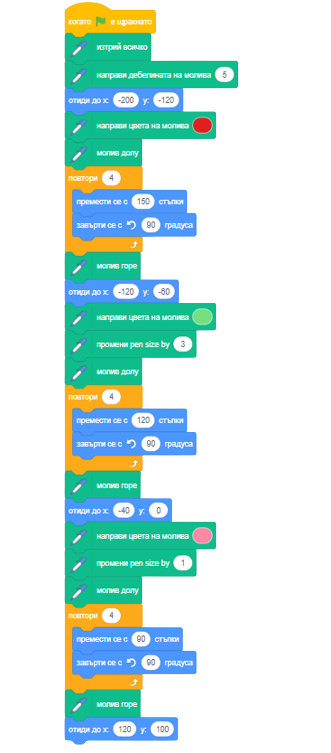 когато е щракнато
изтрий всичко
направи дебелината на молива 5
отиди до x: -200 y: -120
направи цвета на молива
молив долу
повтори 4
премести се с 150 стъпки
завърти се с 90 градуса
молив горе
отиди до x: -120 y: -60
направи цвета на молива
промени pen size by 3
молив долу
повтори 4
премести се с 120 стъпки
завърти се с 90 градуса
молив горе
отиди до x: -40 y: 0
направи цвета на молива
промени pen size by 1
молив долу
повтори 4
премести се с 90 стъпки
завърти се с 90 градуса
молив горе
отиди до x: 120 y: 100